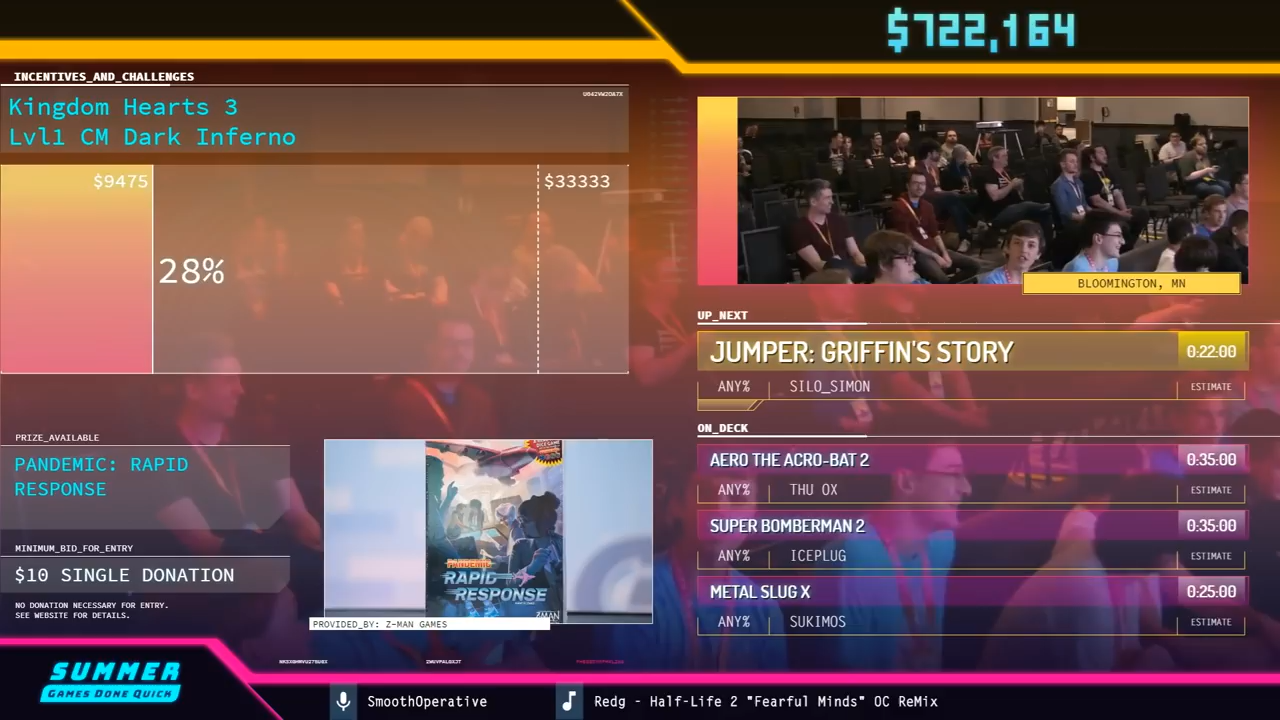 $722,164
INCENTIVES_AND_CHALLENGES
Kingdom Hearts 3
Lvl1 CM Dark Inferno
$9475
$33333
28%
BLOOMINGTON, MN
UP_NEXT
JUMPER: GRIFFIN'S STORY
0:22:00
ANY%
SILO_SIMON
ESTIMATE
ON_DECK
AERO THE ACRO-BAT 2
0:35:00
ANY%
THU OX
ESTIMATE
SUPER BOMBERMAN 2
0:35:00
ANY%
ICEPLUG
ESTIMATE
METAL SLUG X
0:25:00
ANY%
SUKIMOS
ESTIMATE
PRIZE_AVAILABLE
PANDEMIC: RAPID
RESPONSE
MINIMUM_BID_FOR_ENTRY
$10 SINGLE DONATION
NO DONATION NECESSARY FOR ENTRY.
SEE WEBSITE FOR DETAILS.
PANDEMIC
RAPID
RESPONSE
Z-MAN
PROVIDED_BY: Z-MAN GAMES
SUMMER
GAMES DONE QUICK
SmoothOperative
Redg - Half-Life 2 "Fearful Minds" OC ReMix